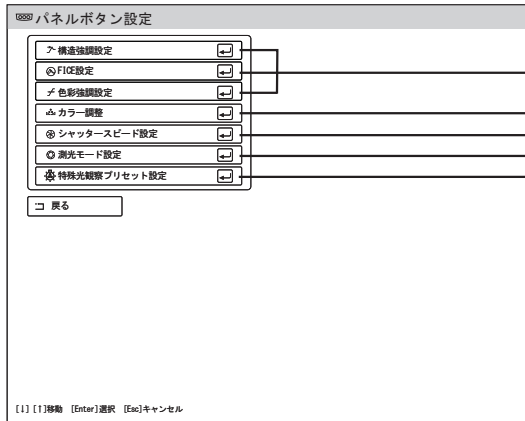 パネルボタン設定
構造強調設定
FICE設定
色彩強調設定
カラー調整
シャッタースピード設定
測光モード設定
特殊光観察プリセット設定
戻る
[↓] [↑]移動 [Enter]選択 [Esc]キャンセル